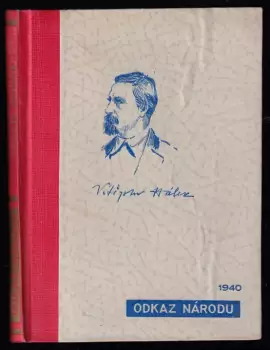 Vítězslav Hálek
1940
ODKAZ NÁRODU